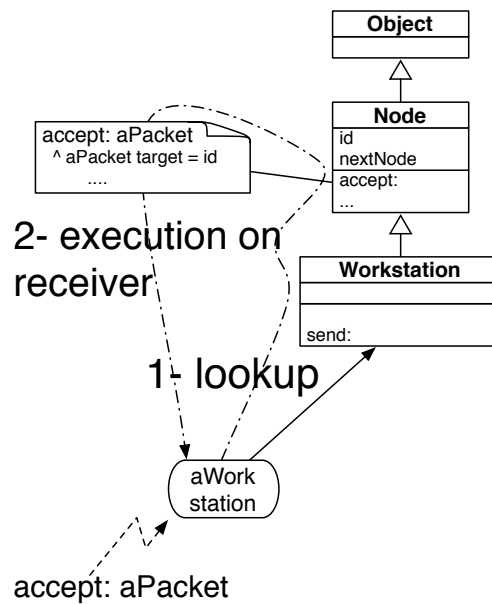 Object
Node
id
nextNode
accept:
...
accept: aPacket
^ aPacket target = id
....
2- execution on
receiver
Workstation
send:
1- lookup
aWork
station
accept: aPacket